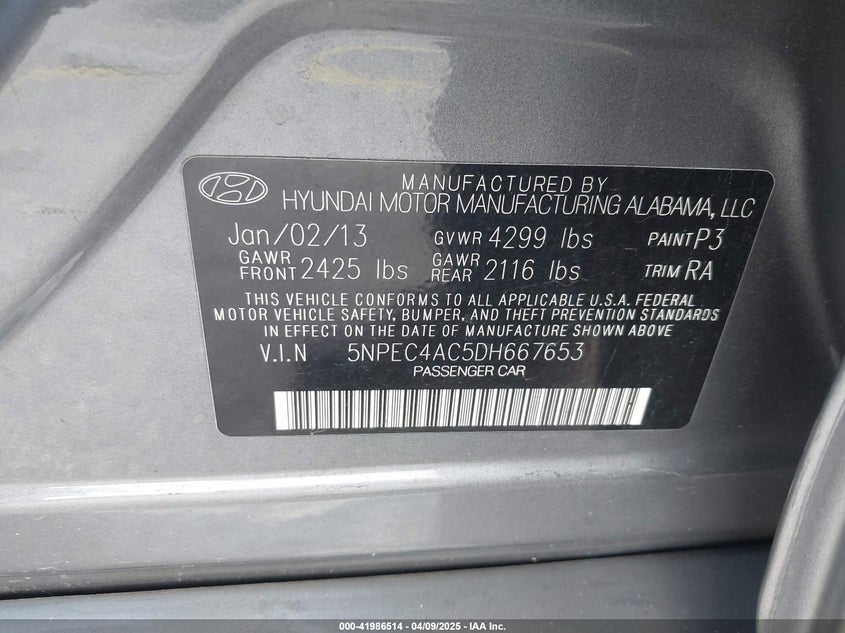 MANUFACTURED BY
HYUNDAI MOTOR MANUFACTURING ALABAMA, LLC
Jan/02/13 GVWR 4299 lbs PAINT P3
GAWR FRONT 2425 lbs GAWR REAR 2116 lbs TRIM RA
THIS VEHICLE CONFORMS TO ALL APPLICABLE U.S.A. FEDERAL
MOTOR VEHICLE SAFETY, BUMPER, AND THEFT PREVENTION STANDARDS
IN EFFECT ON THE DATE OF MANUFACTURE SHOWN ABOVE
V.I.N 5NPEC4AC5DH667653
PASSENGER CAR
000-41986514 - 04/09/2025 - IAA Inc.